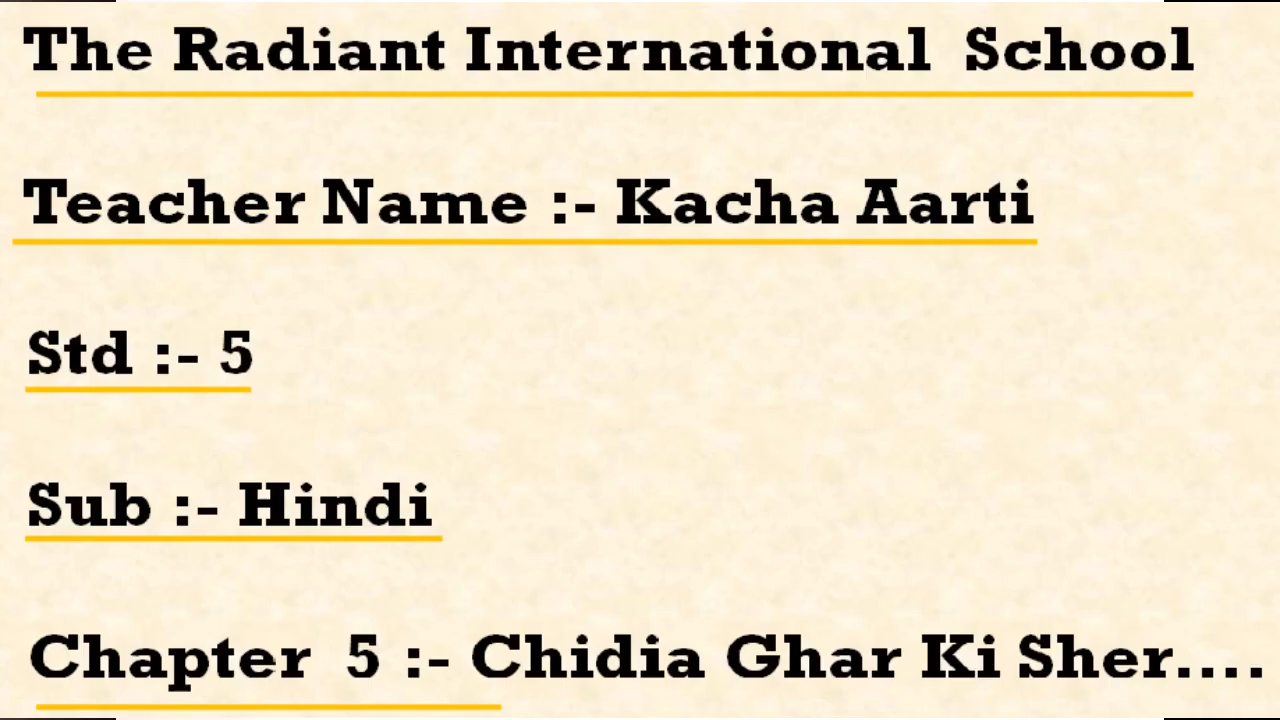 The Radiant International School
Teacher Name :- Kacha Aarti
Std :- 5
Sub :- Hindi
Chapter 5 :- Chidia Ghar Ki Sher....